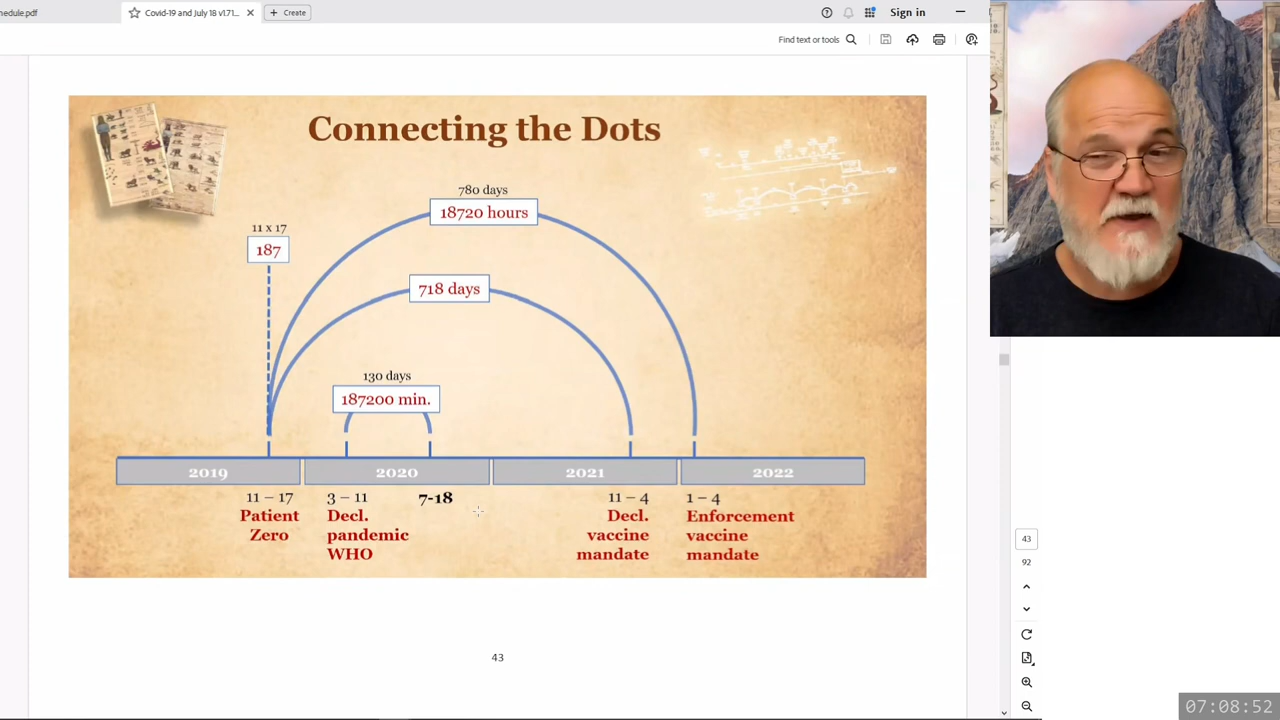 nedule.pdf
Covid-19 and July 18 v1.71...
Create
Sign in
Find text or tools
Connecting the Dots
780 days
18720 hours
11 x 17
187
718 days
130 days
187200 min.
2019
2020
2021
2022
11 – 17
Patient
Zero
3 – 11
Decl.
pandemic
WHO
7-18
11 – 4
Decl.
vaccine
mandate
1 – 4
Enforcement
vaccine
mandate
43
43
92
07:08:52